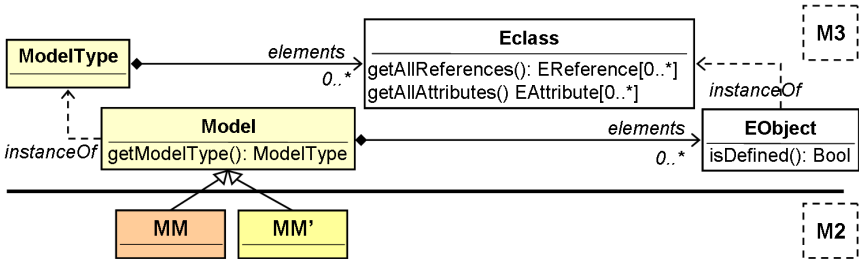 ModelType
elements
0..*
Eclass
getAllReferences(): EReference[0..*]
getAllAttributes() EAttribute[0..*]
M3
instanceOf
Model
getModelType(): ModelType
instanceOf
elements
0..*
EObject
isDefined(): Bool
MM
MM'
M2